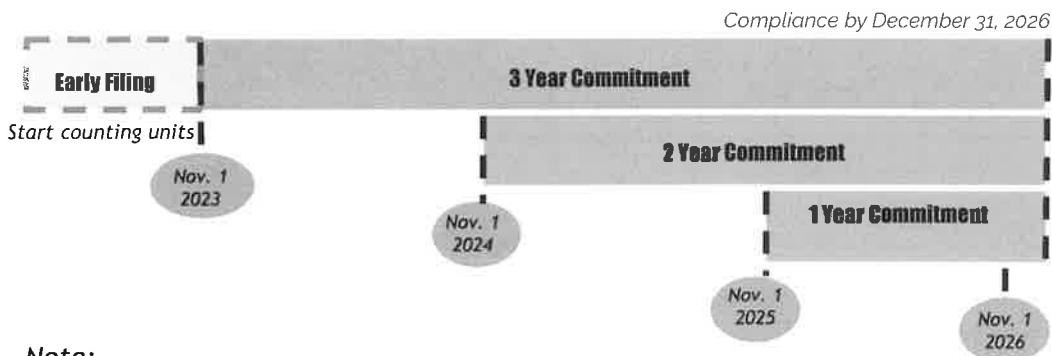 Compliance by December 31, 2026
Early Filing
3 Year Commitment
Start counting units
2 Year Commitment
Nov. 1
2023
1 Year Commitment
Nov. 1
2024
Nov. 1
2025
Nov. 1
2026
Note: